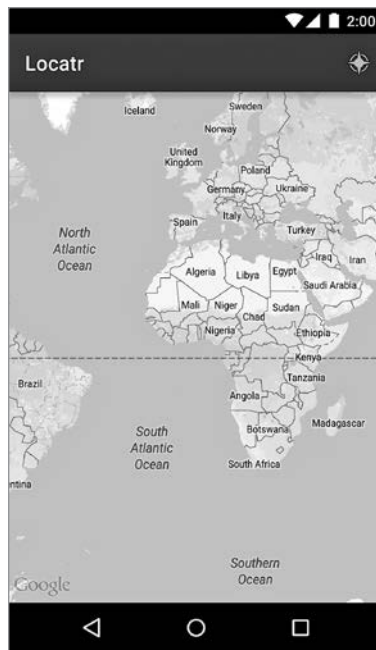 2:00
Locatr
Iceland
Sweden
Norway
United
Kingdom
Poland
Germany
Ukraine
Italy
Spain
Turkey
North
Atlantic
Ocean
Iraq
Iran
Algeria
Libya
Egypt
Saudi Arabia
Mali
Niger
Chad
Sudan
Nigeria
Ethiopia
Kenya
Brazil
Tanzania
Angola
Madagascar
Botswana
South
Atlantic
Ocean
South Africa
ntina
Southern
Ocean
Google